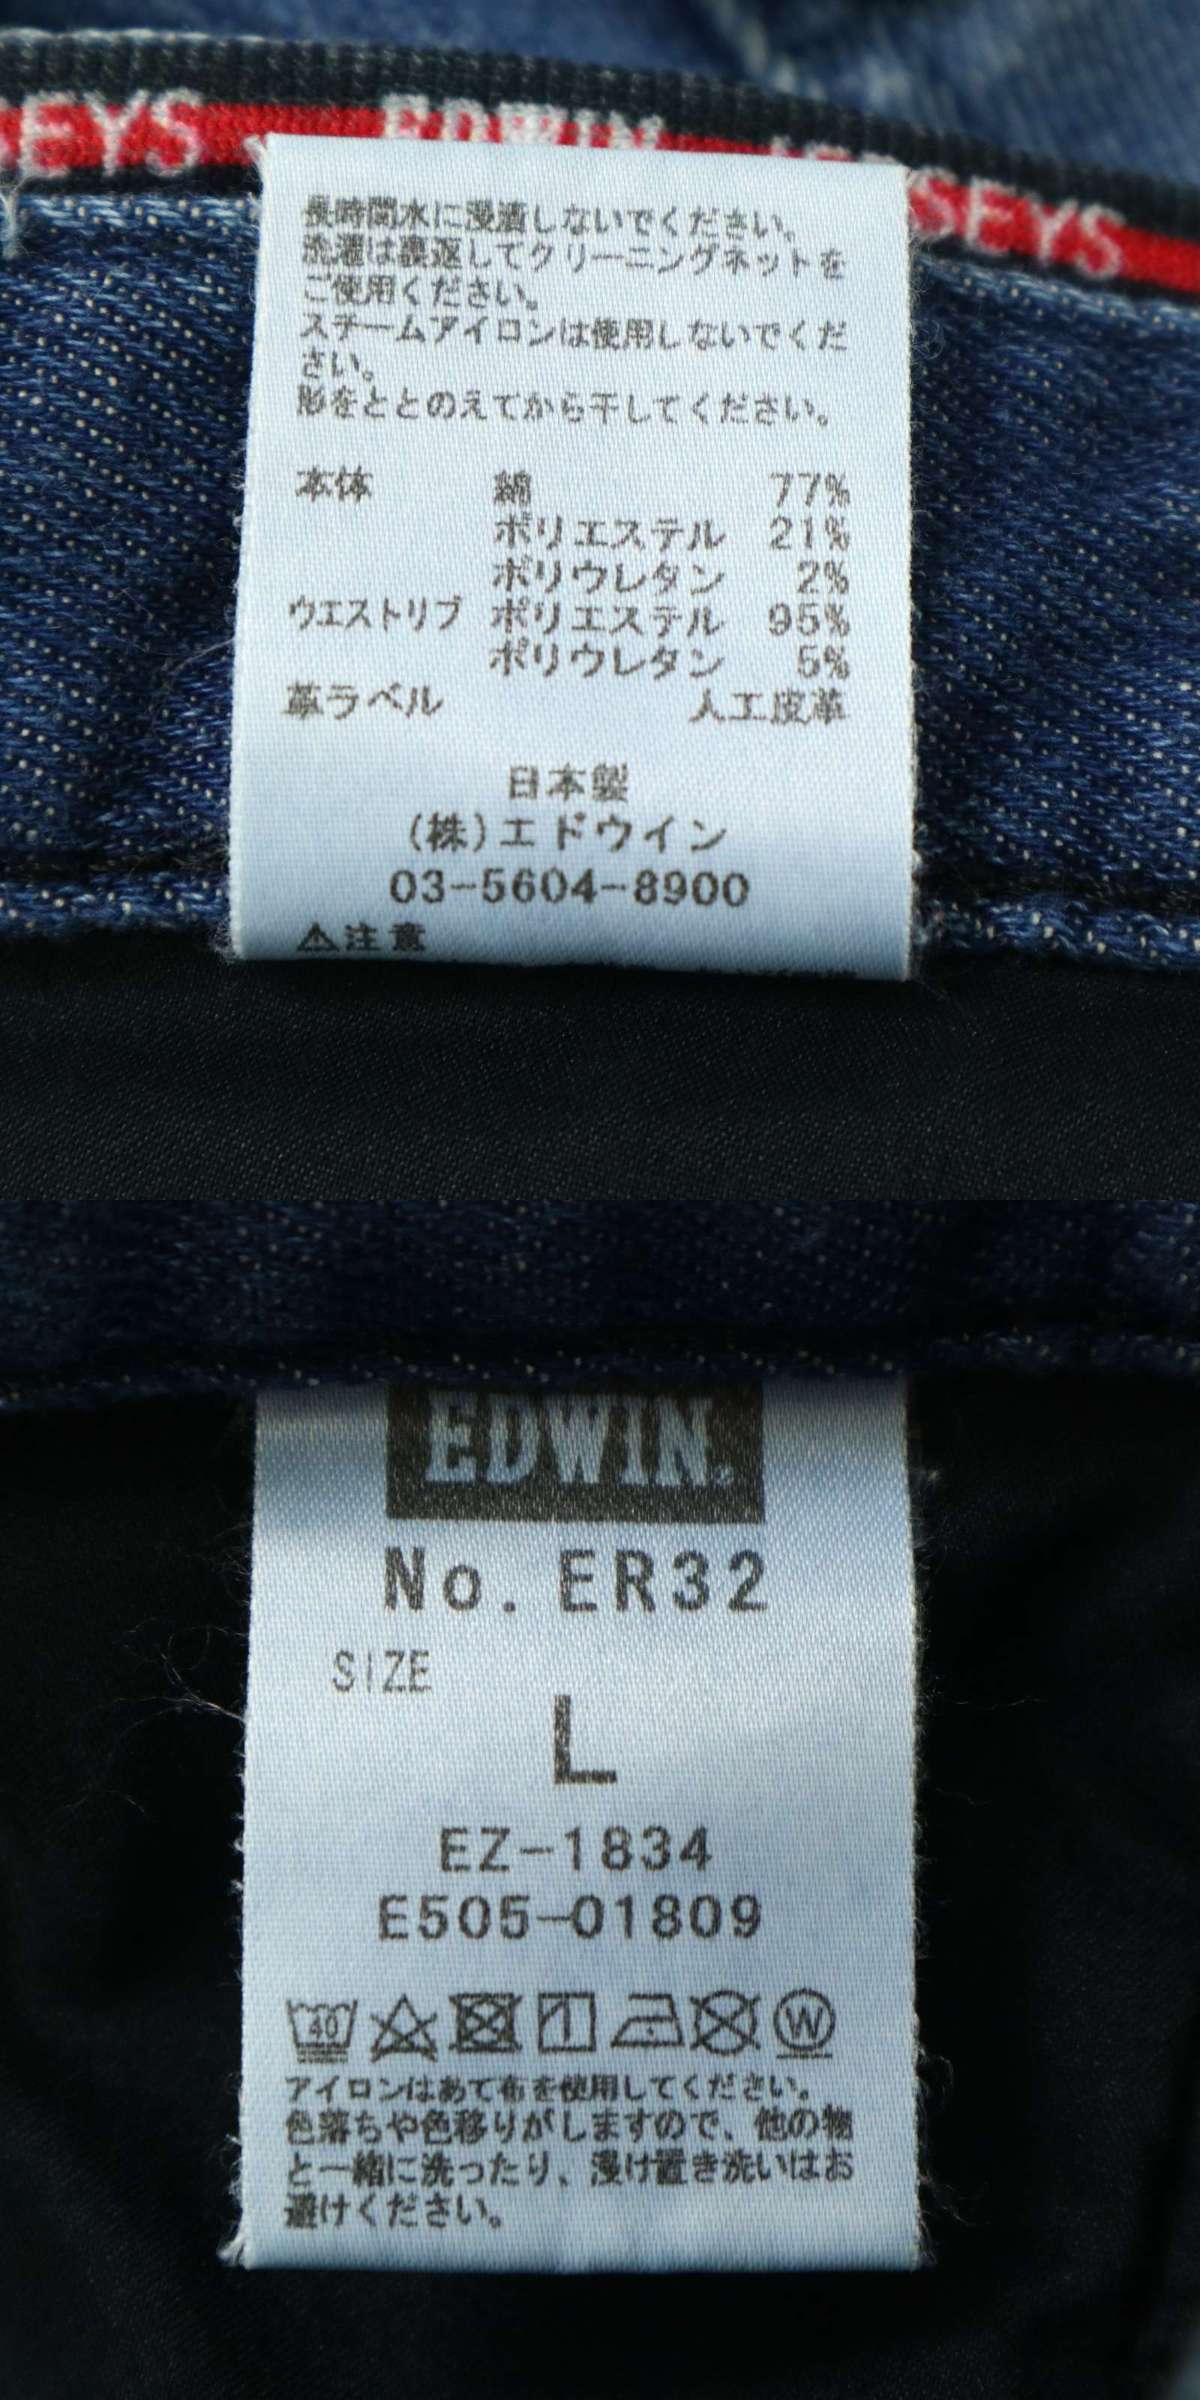 SEYS EDWIN JERSEYS
長時間水に浸漬しないでください。
洗濯は裏返してクリーニングネットを
ご使用ください。
スチームアイロンは使用しないでくだ
さい。
形をととのえてから干してください。
本体 綿 77%
ポリエステル 21%
ポリウレタン 2%
ウエストリブ ポリエステル 95%
ポリウレタン 5%
革ラベル 人工皮革
日本製
(株)エドウイン
03-5604-8900
⚠注意
EDWIN.
No. ER32
SIZE
L
EZ-1834
E505-01809
40 W
アイロンはあて布を使用してください。
色落ちや色移りがしますので、他の物
と一緒に洗ったり、浸け置き洗いはお
避けください。